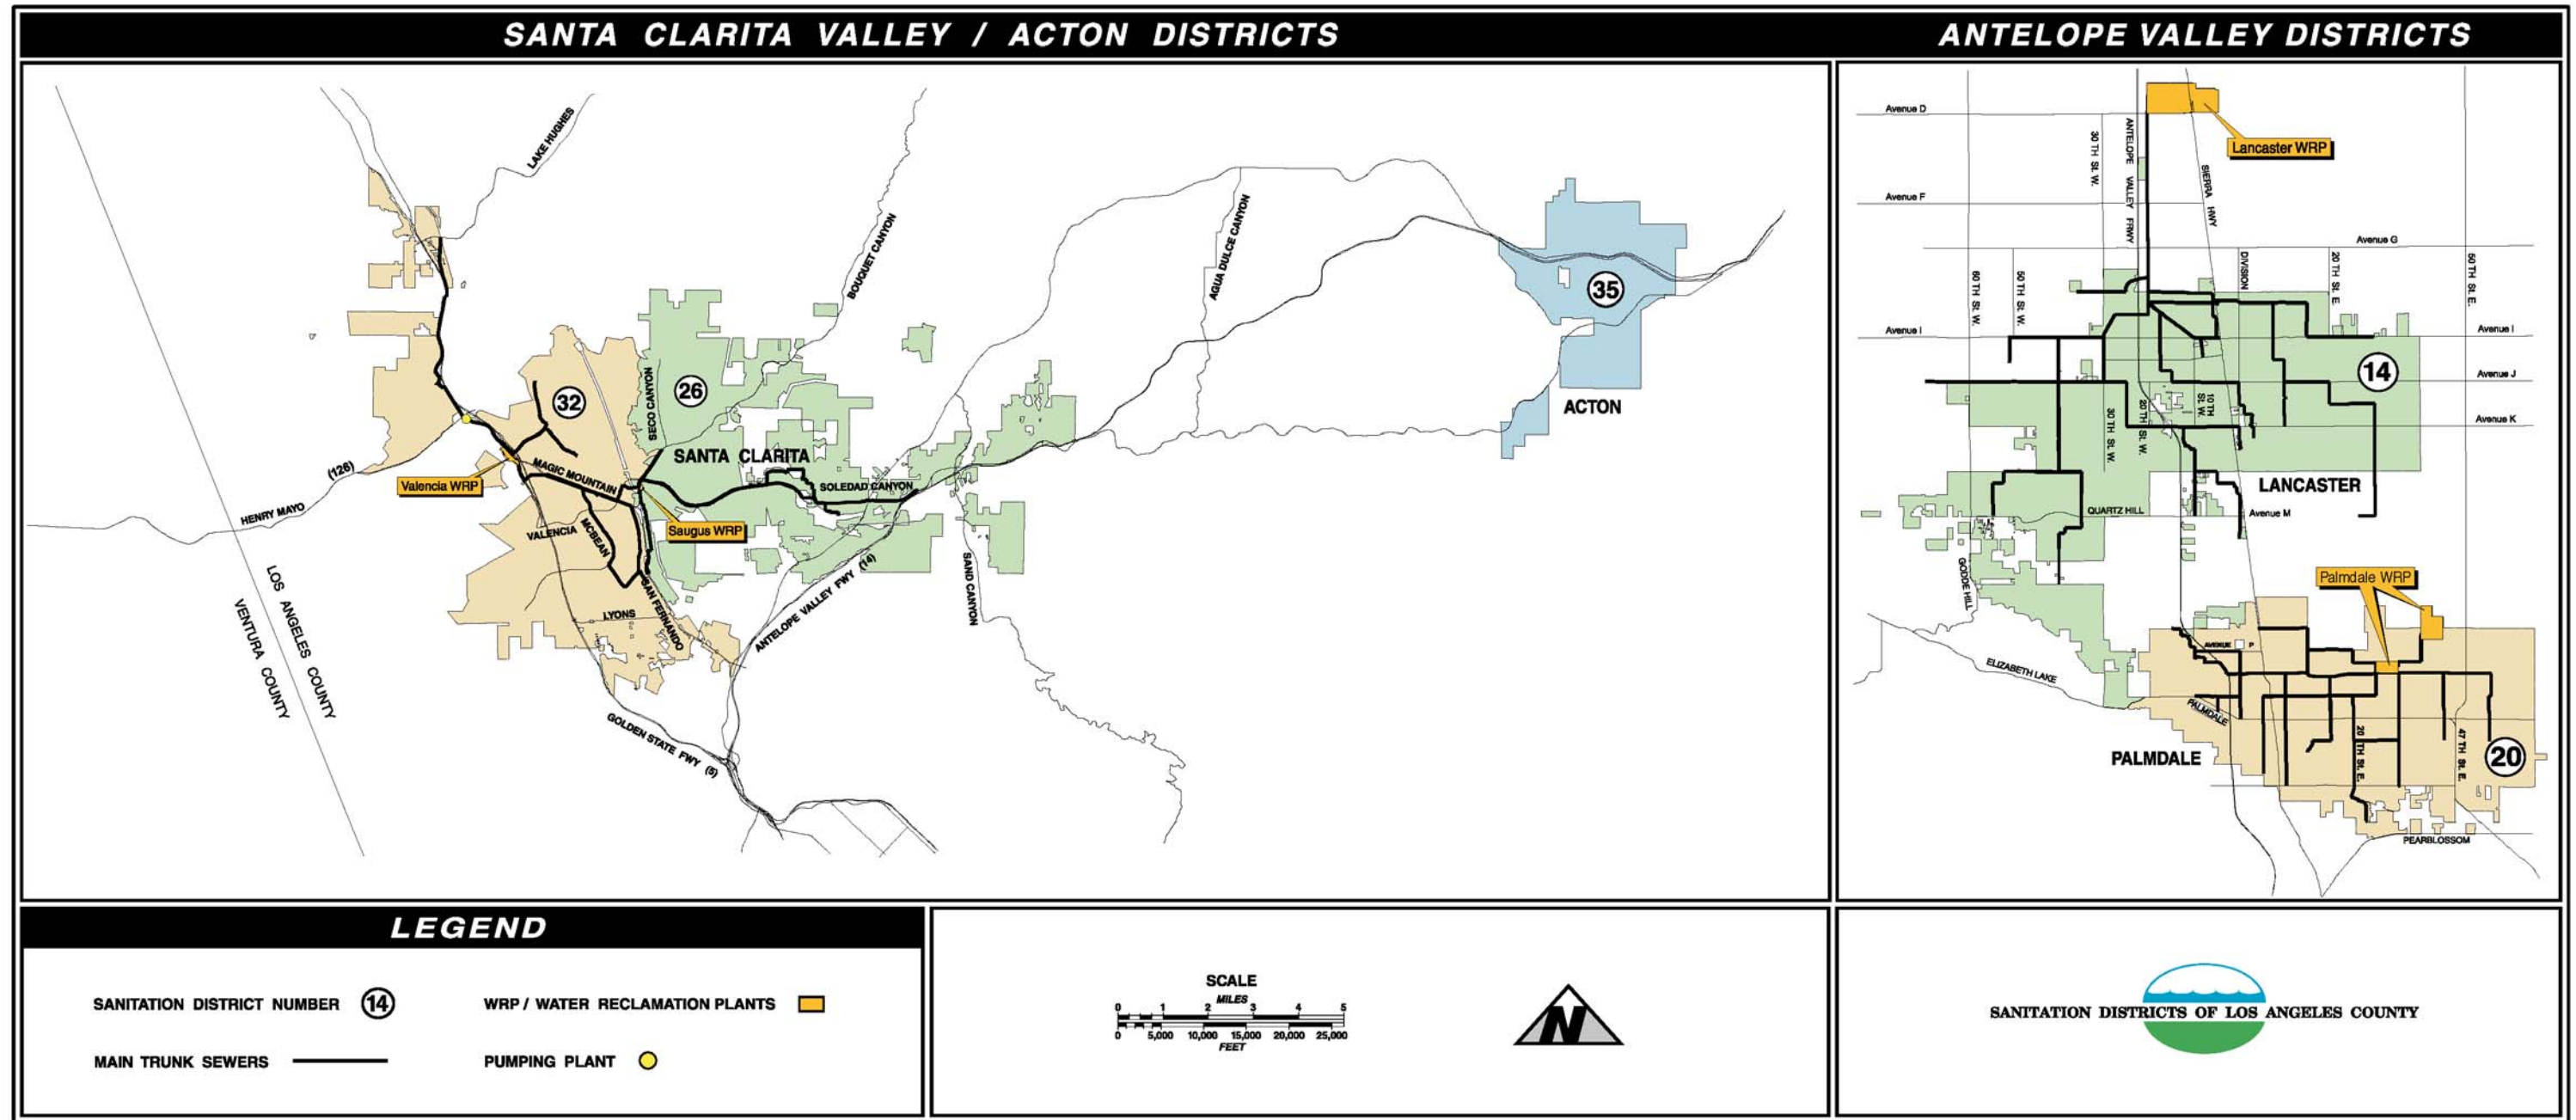 SANTA CLARITA VALLEY / ACTON DISTRICTS
LAKE HUGHES
BOUQUET CANYON
AGUA DULCE CANYON
35
ACTON
32
26
SECO CANYON
SANTA CLARITA
(126)
HENRY MAYO
Valencia WRP
MAGIC MOUNTAIN
SOLEDAD CANYON
VALENCIA
MCBEAN
Saugus WRP
SAND CANYON
LOS ANGELES COUNTY
VENTURA COUNTY
LYONS
SAN FERNANDO
ANTELOPE VALLEY FWY (14)
GOLDEN STATE FWY (5)
ANTELOPE VALLEY DISTRICTS
Avenue D
30 TH St. W.
ANTELOPE VALLEY FRWY
Lancaster WRP
SIERRA HWY
Avenue F
Avenue G
60 TH St. W.
50 TH St. W.
DIVISION
20 TH St. E.
50 TH St. E.
Avenue I
Avenue I
14
Avenue J
30 TH St. W.
20 TH St. W.
10 TH St. W.
Avenue K
LANCASTER
QUARTZ HILL
Avenue M
GODDE HILL
Palmdale WRP
AVENUE P
ELIZABETH LAKE
PALMDALE
PALMDALE
20 TH St. E.
47 TH St. E.
20
PEARBLOSSOM
LEGEND
SANITATION DISTRICT NUMBER 14
WRP / WATER RECLAMATION PLANTS
MAIN TRUNK SEWERS
PUMPING PLANT
SCALE
MILES
0 1 2 3 4 5
0 5,000 10,000 15,000 20,000 25,000
FEET
N
SANITATION DISTRICTS OF LOS ANGELES COUNTY